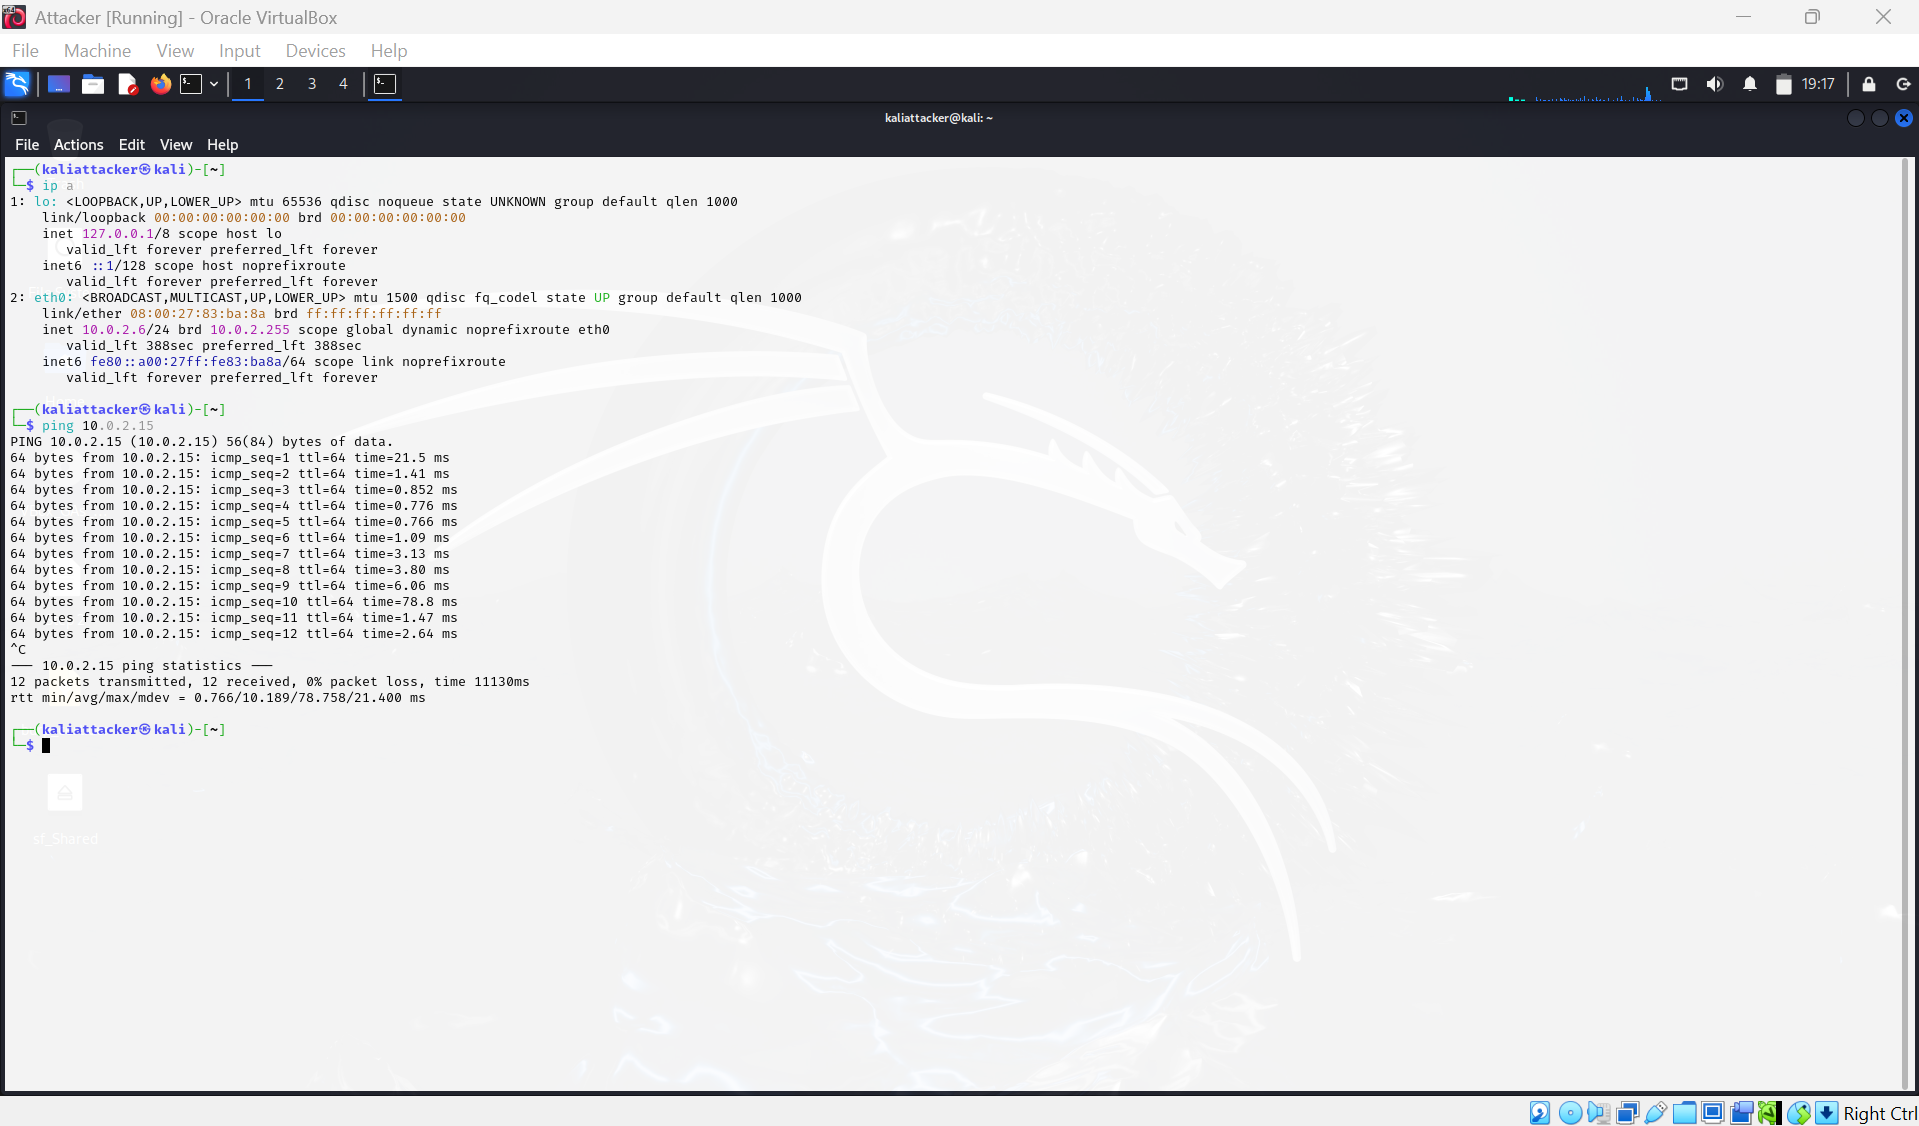 Attacker [Running] - Oracle VirtualBox
File Machine View Input Devices Help
1 2 3 4 19:17
kaliattacker@kali: ~
File Actions Edit View Help
┌──(kaliattacker㉿kali)-[~]
└─$ ip a
1: lo: <LOOPBACK,UP,LOWER_UP> mtu 65536 qdisc noqueue state UNKNOWN group default qlen 1000
link/loopback 00:00:00:00:00:00 brd 00:00:00:00:00:00
inet 127.0.0.1/8 scope host lo
valid_lft forever preferred_lft forever
inet6 ::1/128 scope host noprefixroute
valid_lft forever preferred_lft forever
2: eth0: <BROADCAST,MULTICAST,UP,LOWER_UP> mtu 1500 qdisc fq_codel state UP group default qlen 1000
link/ether 08:00:27:83:ba:8a brd ff:ff:ff:ff:ff:ff
inet 10.0.2.6/24 brd 10.0.2.255 scope global dynamic noprefixroute eth0
valid_lft 388sec preferred_lft 388sec
inet6 fe80::a00:27ff:fe83:ba8a/64 scope link noprefixroute
valid_lft forever preferred_lft forever
┌──(kaliattacker㉿kali)-[~]
└─$ ping 10.0.2.15
PING 10.0.2.15 (10.0.2.15) 56(84) bytes of data.
64 bytes from 10.0.2.15: icmp_seq=1 ttl=64 time=21.5 ms
64 bytes from 10.0.2.15: icmp_seq=2 ttl=64 time=1.41 ms
64 bytes from 10.0.2.15: icmp_seq=3 ttl=64 time=0.852 ms
64 bytes from 10.0.2.15: icmp_seq=4 ttl=64 time=0.776 ms
64 bytes from 10.0.2.15: icmp_seq=5 ttl=64 time=0.766 ms
64 bytes from 10.0.2.15: icmp_seq=6 ttl=64 time=1.09 ms
64 bytes from 10.0.2.15: icmp_seq=7 ttl=64 time=3.13 ms
64 bytes from 10.0.2.15: icmp_seq=8 ttl=64 time=3.80 ms
64 bytes from 10.0.2.15: icmp_seq=9 ttl=64 time=6.06 ms
64 bytes from 10.0.2.15: icmp_seq=10 ttl=64 time=78.8 ms
64 bytes from 10.0.2.15: icmp_seq=11 ttl=64 time=1.47 ms
64 bytes from 10.0.2.15: icmp_seq=12 ttl=64 time=2.64 ms
^C
--- 10.0.2.15 ping statistics ---
12 packets transmitted, 12 received, 0% packet loss, time 11130ms
rtt min/avg/max/mdev = 0.766/10.189/78.758/21.400 ms
┌──(kaliattacker㉿kali)-[~]
└─$
sf_Shared
Right Ctrl